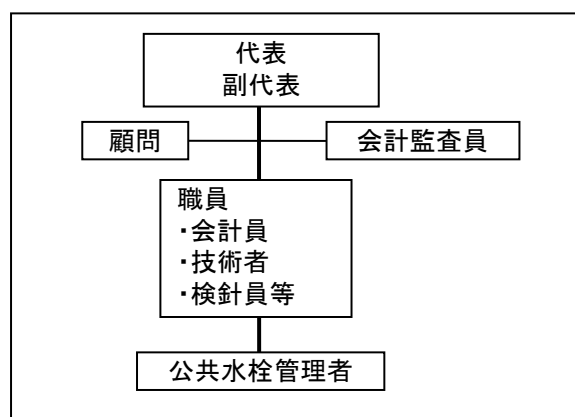 代表
副代表
顧問
会計監査員
職員
・会計員
・技術者
・検針員等
公共水栓管理者